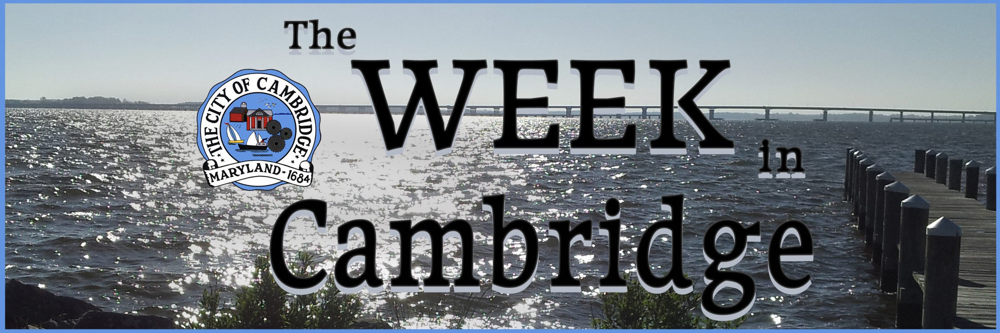 The
WEEK
in
Cambridge
THE CITY OF CAMBRIDGE
MARYLAND ★ 1684